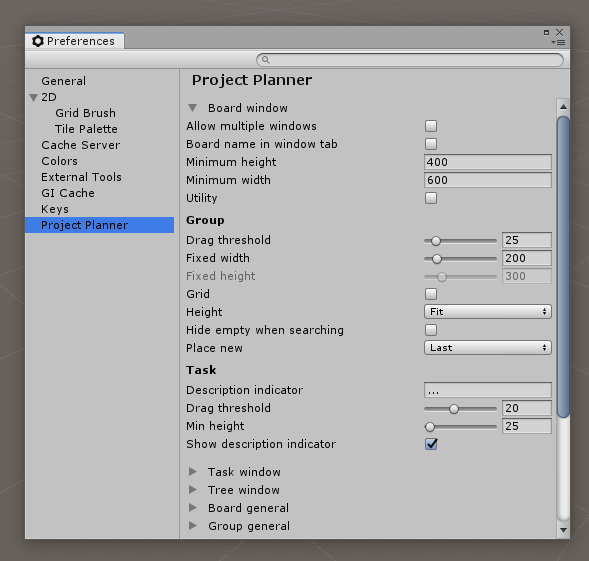 Preferences
General
Project Planner
2D
Grid Brush
Tile Palette
Cache Server
Colors
External Tools
GI Cache
Keys
Project Planner
Board window
Allow multiple windows
Board name in window tab
Minimum height 400
Minimum width 600
Utility
Group
Drag threshold 25
Fixed width 200
Fixed height 300
Grid
Height Fit
Hide empty when searching
Place new Last
Task
Description indicator ...
Drag threshold 20
Min height 25
Show description indicator
Task window
Tree window
Board general
Group general